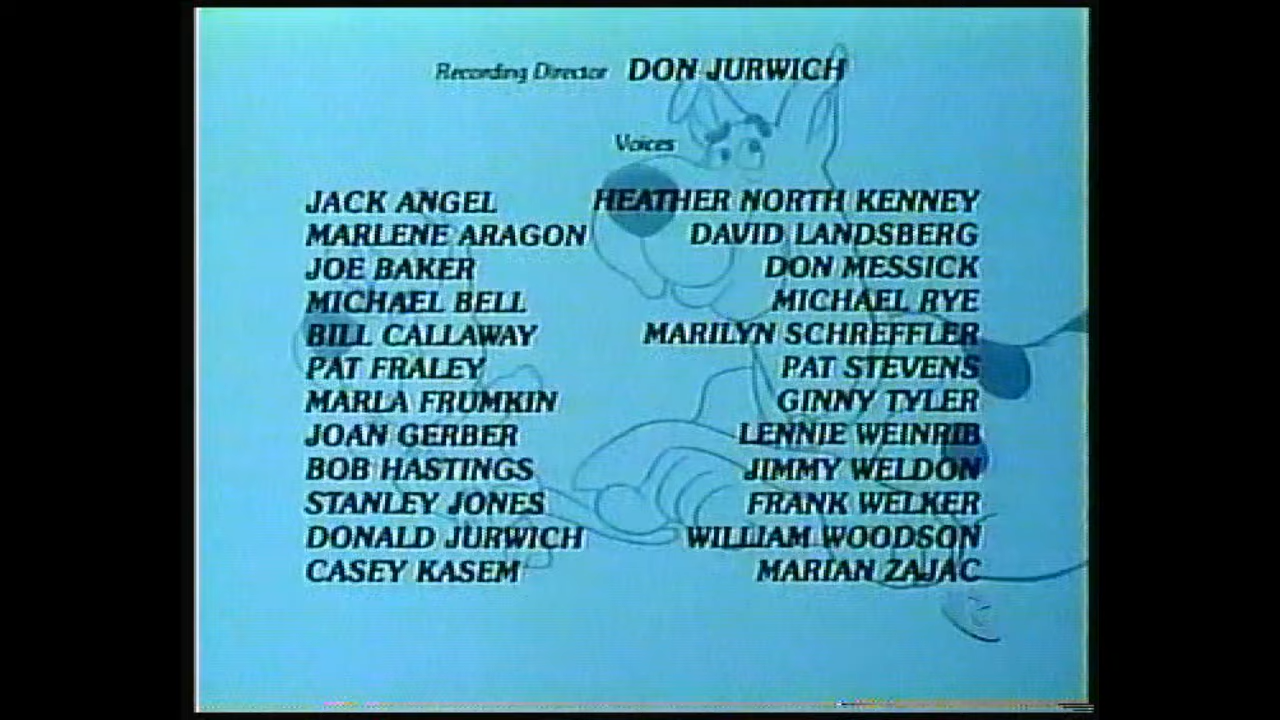 Recording Director DON JURWICH
Voices
JACK ANGEL HEATHER NORTH KENNEY
MARLENE ARAGON DAVID LANDSBERG
JOE BAKER DON MESSICK
MICHAEL BELL MICHAEL RYE
BILL CALLAWAY MARILYN SCHREFFLER
PAT FRALEY PAT STEVENS
MARLA FRUMKIN GINNY TYLER
JOAN GERBER LENNIE WEINRIB
BOB HASTINGS JIMMY WELDON
STANLEY JONES FRANK WELKER
DONALD JURWICH WILLIAM WOODSON
CASEY KASEM MARIAN ZAJAC